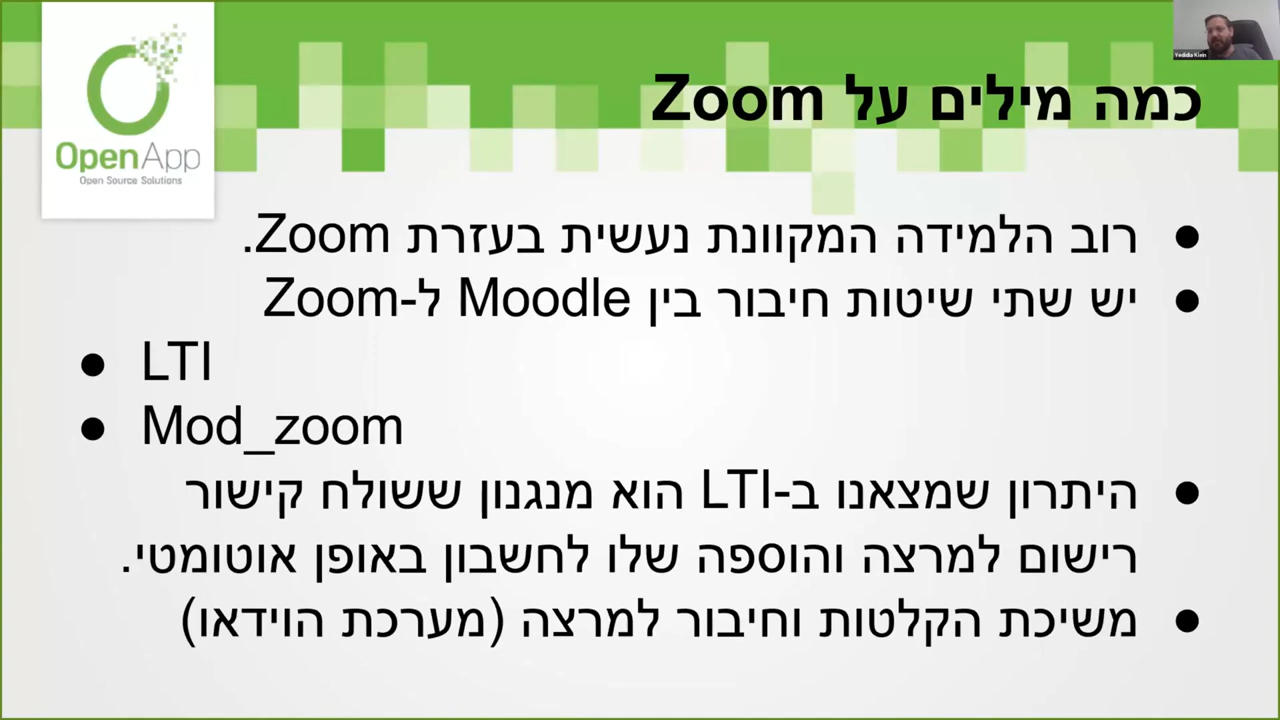 OpenApp
Open Source Solutions
Yedidia Klein
כמה מילים על Zoom
רוב הלמידה המקוונת נעשית בעזרת Zoom.
יש שתי שיטות חיבור בין Moodle ל-Zoom
LTI
Mod_zoom
היתרון שמצאנו ב-LTI הוא מנגנון ששולח קישור
רישום למרצה והוספה שלו לחשבון באופן אוטומטי.
משיכת הקלטות וחיבור למרצה (מערכת הוידאו)